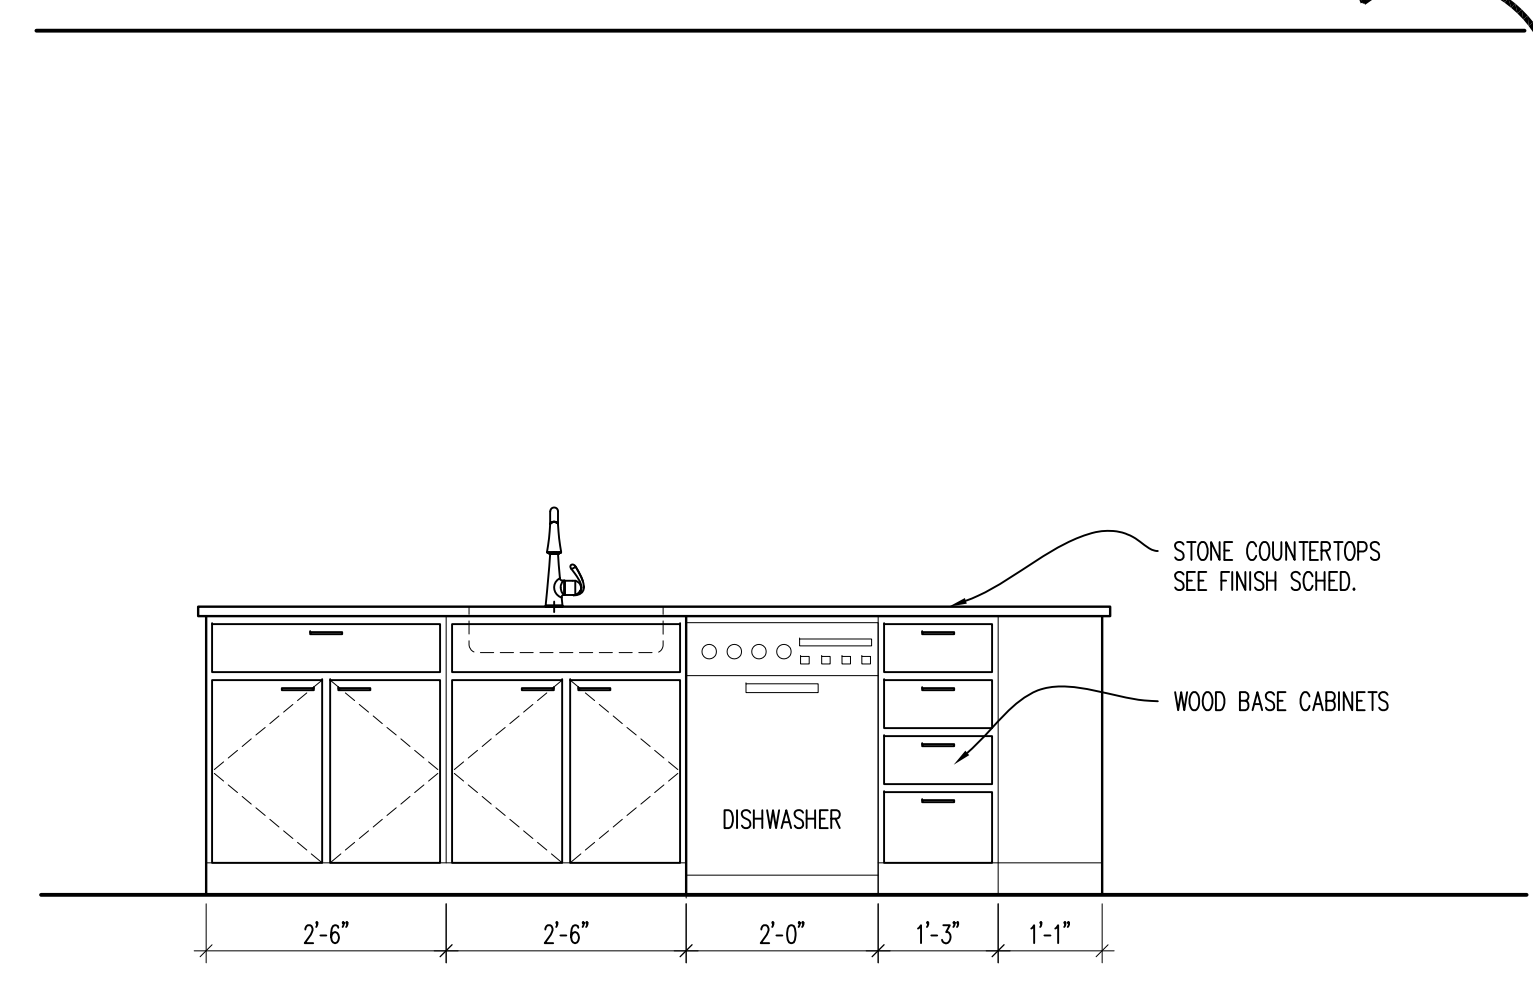 STONE COUNTERTOPS
SEE FINISH SCHED.
WOOD BASE CABINETS
DISHWASHER
2'-6" 2'-6" 2'-0" 1'-3" 1'-1"